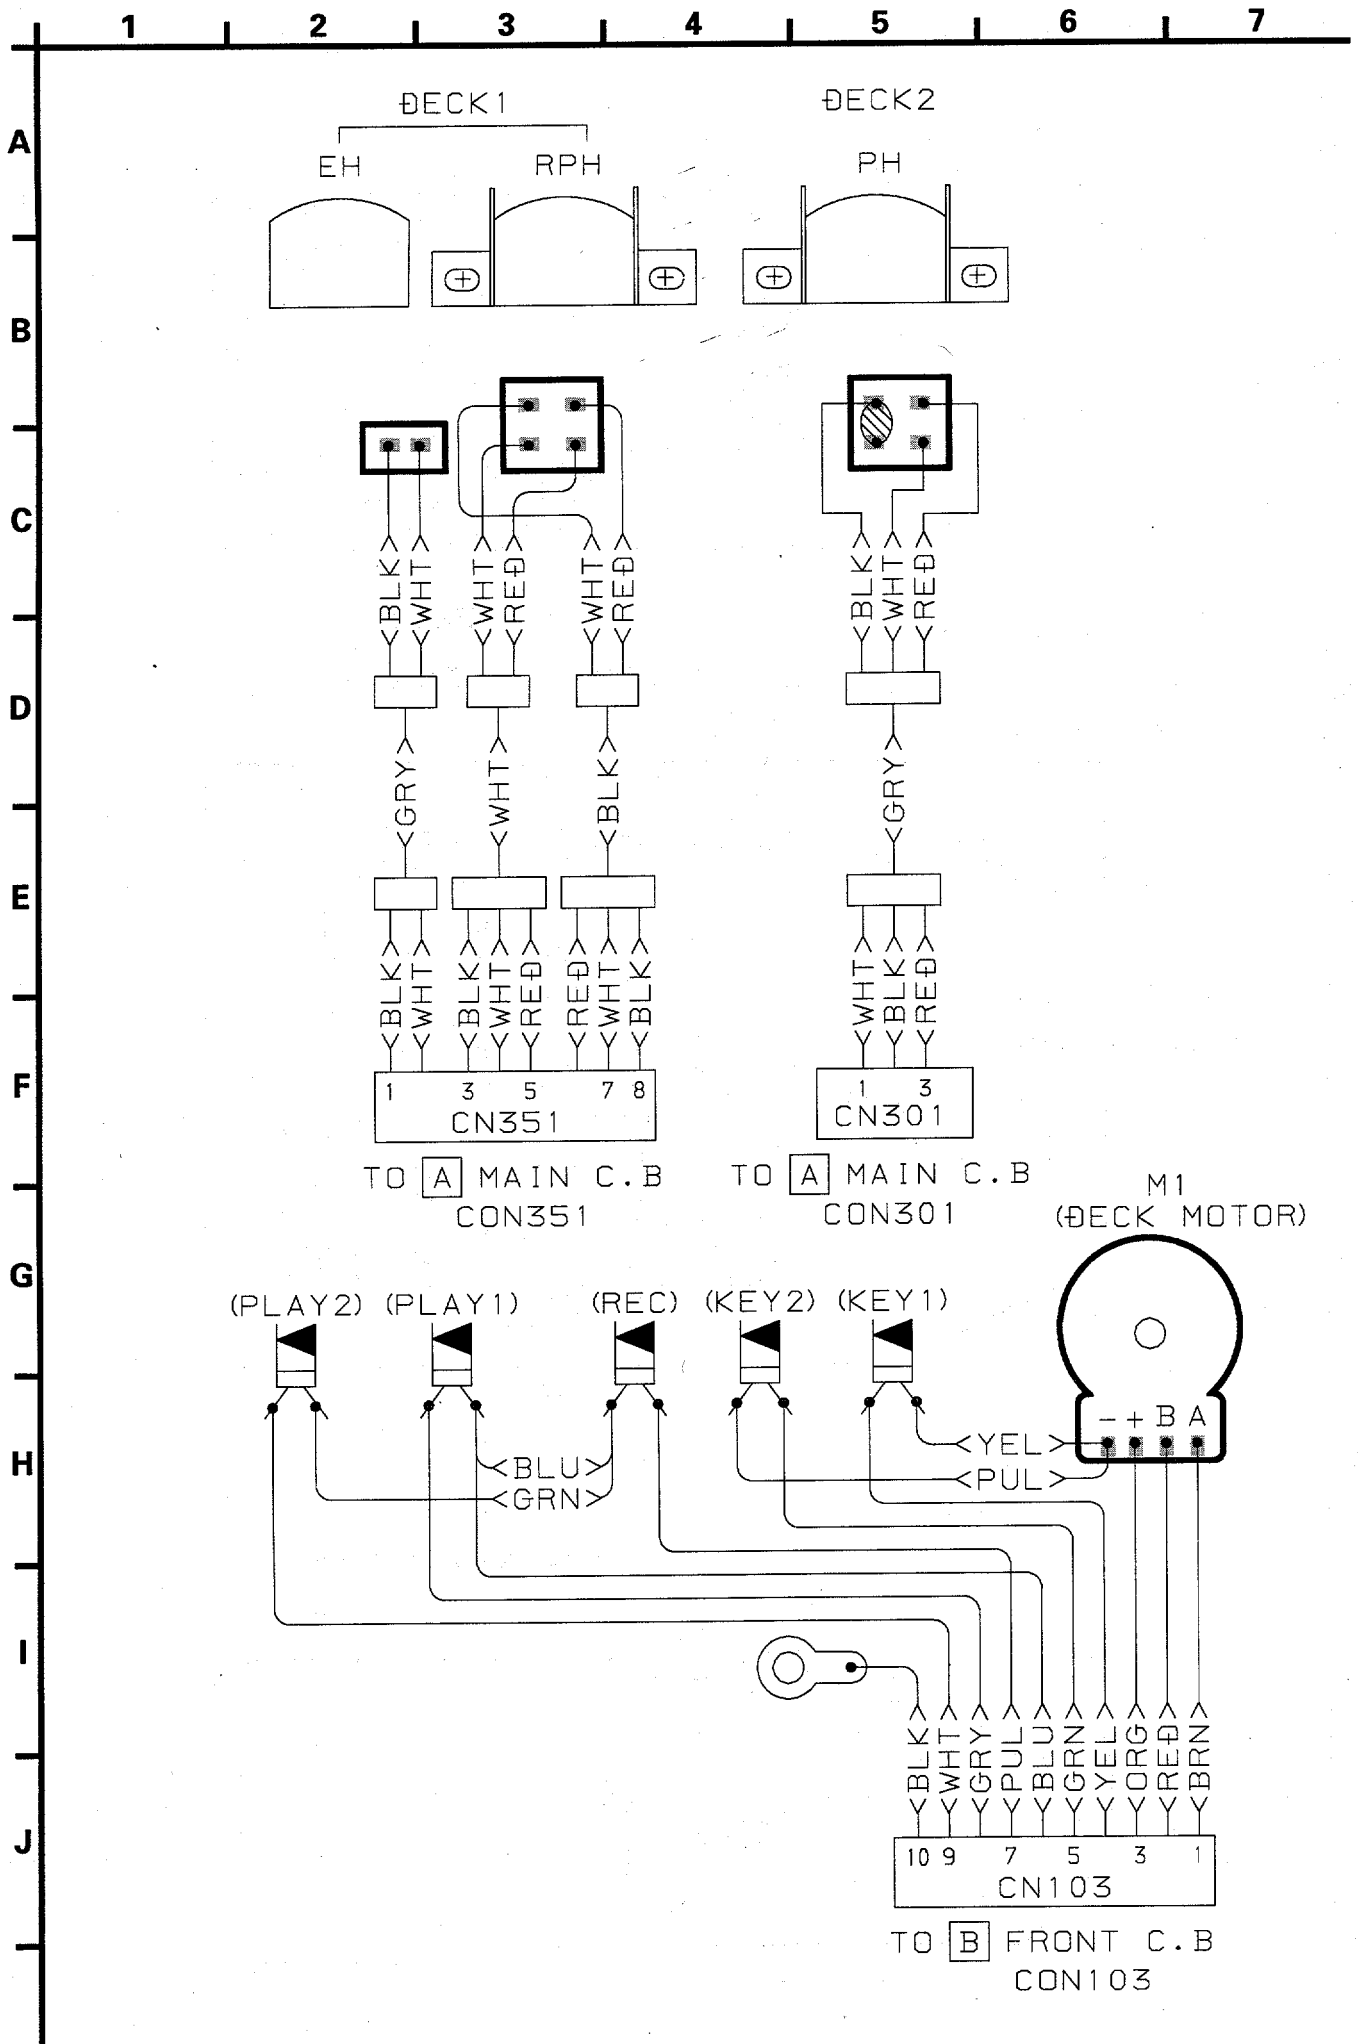 1 2 3 4 5 6 7
A
B
C
D
E
F
G
H
I
J
DECK1 DECK2
EH RPH PH
BLK WHT WHT RED WHT RED BLK WHT RED
GRY WHT BLK GRY
BLK WHT BLK WHT RED RED WHT BLK WHT BLK RED
1 3 5 7 8 1 3
CN351 CN301
TO A MAIN C.B TO A MAIN C.B
CON351 CON301
M1
(DECK MOTOR)
(PLAY2) (PLAY1) (REC) (KEY2) (KEY1)
- + B A
YEL
BLU PUL
GRN
BLK WHT GRY PUL BLU GRN YEL ORG RED BRN
10 9 7 5 3 1
CN103
TO B FRONT C.B
CON103